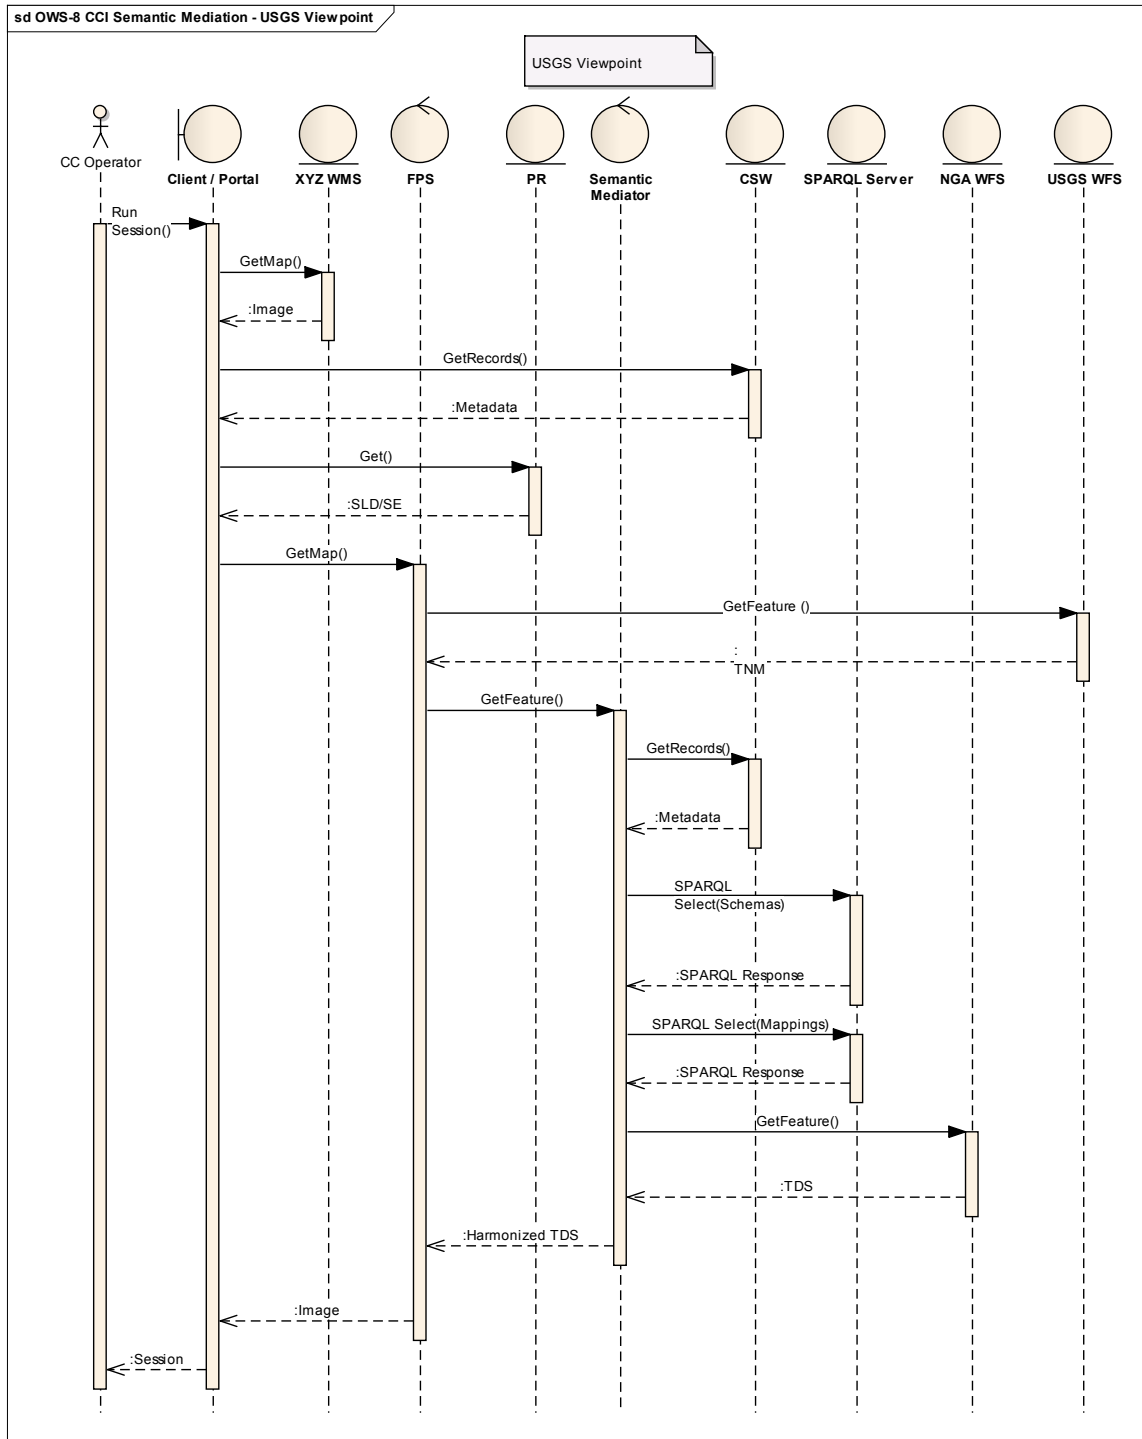 sd OWS-8 CCI Semantic Mediation - USGS Viewpoint
USGS Viewpoint
CC Operator
Client / Portal
XYZ WMS
FPS
PR
Semantic
Mediator
CSW
SPARQL Server
NGA WFS
USGS WFS
Run
Session()
GetMap()
:Image
GetRecords()
:Metadata
Get()
:SLD/SE
GetMap()
GetFeature ()
:
TNM
GetFeature()
GetRecords()
:Metadata
SPARQL
Select(Schemas)
:SPARQL Response
SPARQL Select(Mappings)
:SPARQL Response
GetFeature()
:TDS
:Harmonized TDS
:Image
:Session